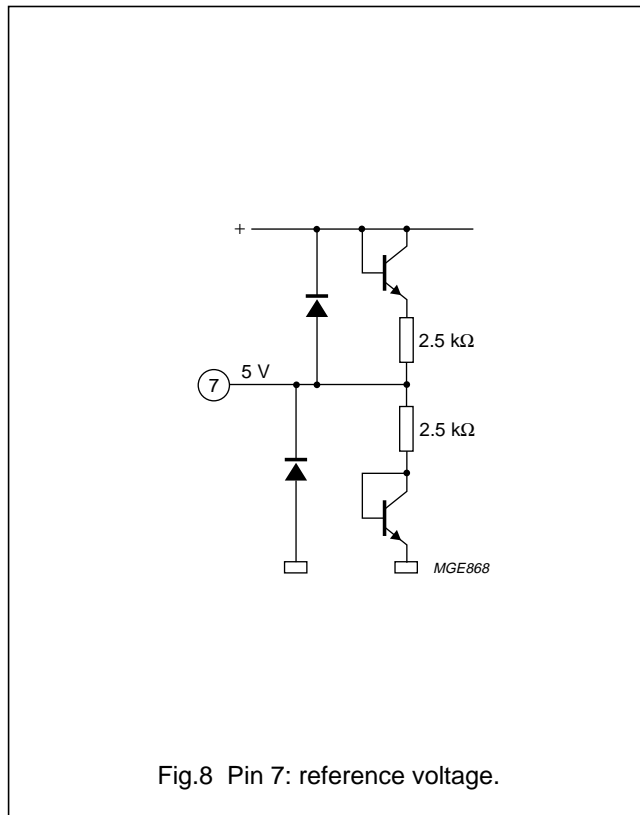 +
2.5 kΩ
7
5 V
2.5 kΩ
MGE868
Fig.8 Pin 7: reference voltage.